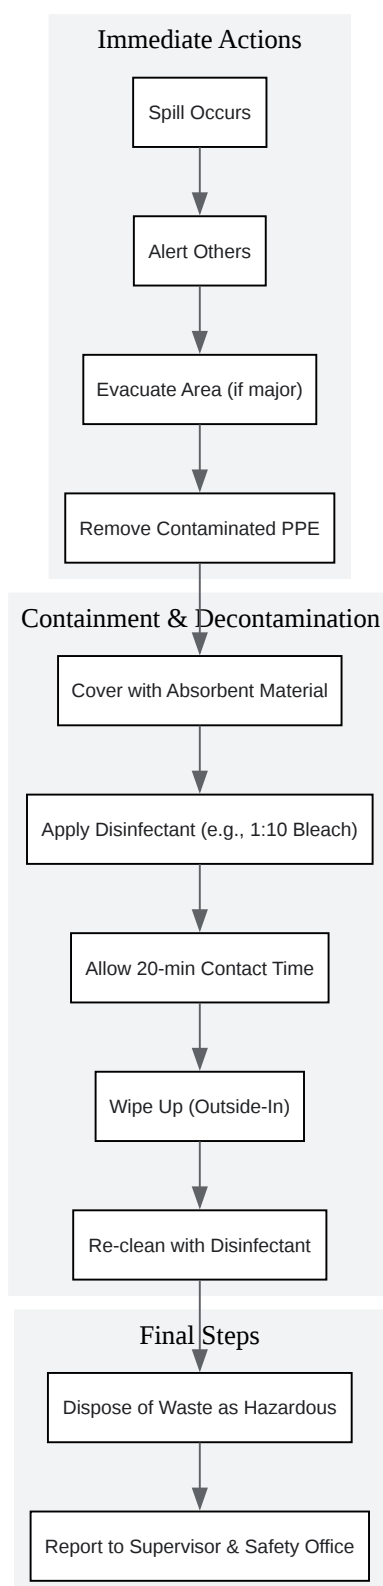 Immediate Actions
Spill Occurs
Alert Others
Evacuate Area (if major)
Remove Contaminated PPE
Containment & Decontamination
Cover with Absorbent Material
Apply Disinfectant (e.g., 1:10 Bleach)
Allow 20-min Contact Time
Wipe Up (Outside-In)
Re-clean with Disinfectant
Final Steps
Dispose of Waste as Hazardous
Report to Supervisor & Safety Office